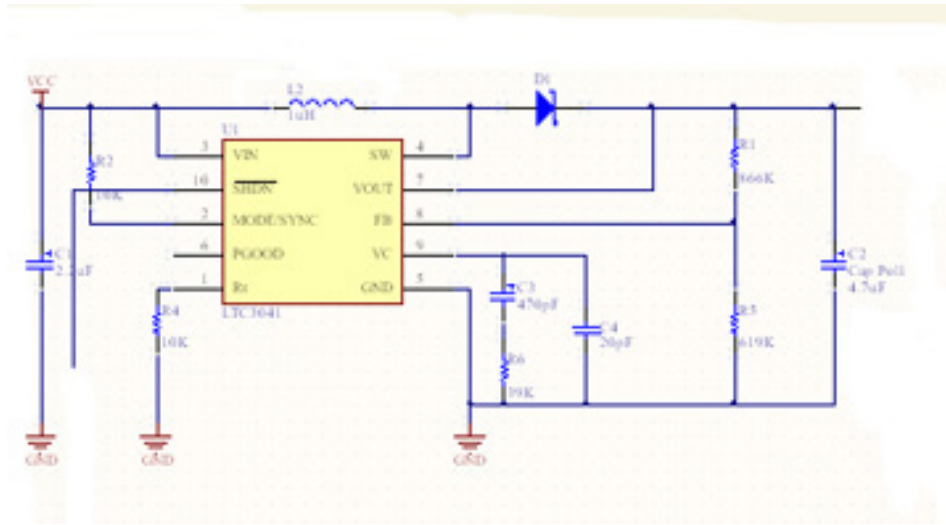 VCC
D1
L2
1uH
U1
3 VIN SW 4
10 SHDN VOUT 7
2 MODE/SYNC FB 8
6 PGOOD VC 9
1 Rt GND 5
R2
10K
R1
866K
C1
2.2uF
C2
Cap Pol1
4.7uF
C3
470pF
C4
20pF
R4
10K
R5
619K
R6
39K
GND
GND
GND